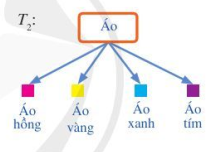 T₂:
Áo
Áo hồng
Áo vàng
Áo xanh
Áo tím